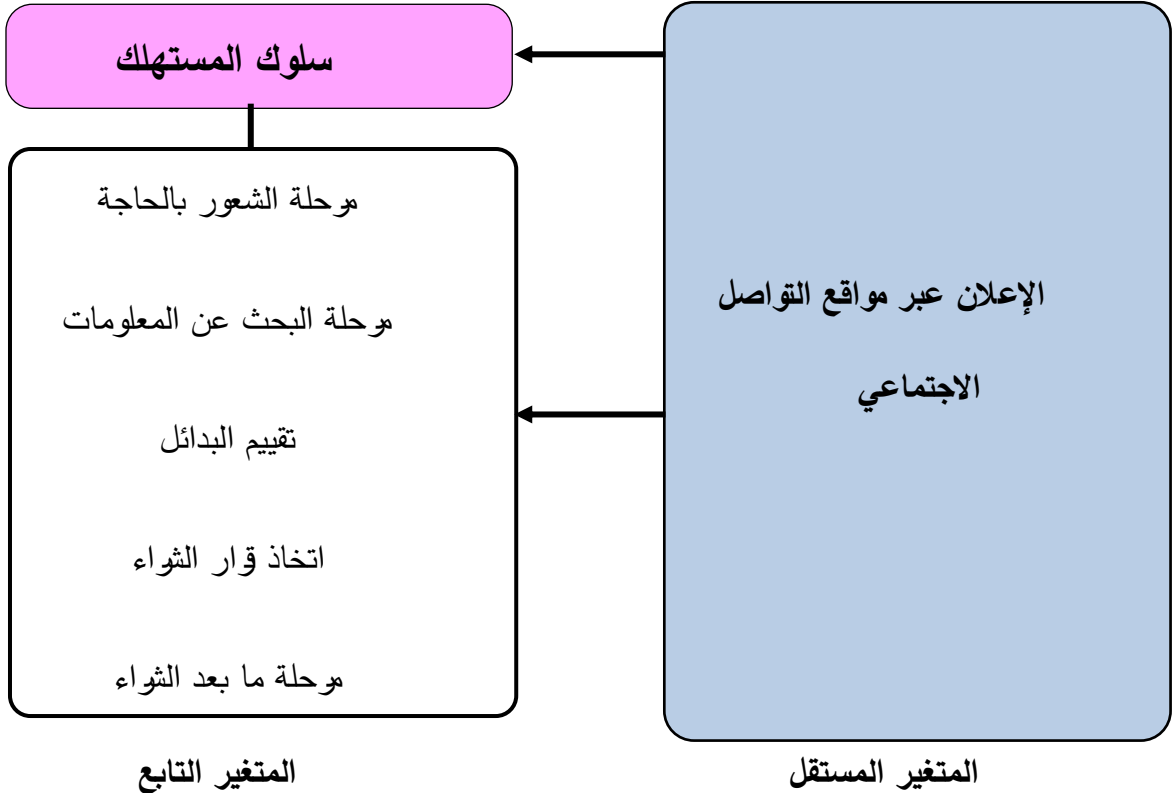 سلوك المستهلك
مرحلة الشعور بالحاجة
مرحلة البحث عن المعلومات
تقييم البدائل
اتخاذ قرار الشراء
مرحلة ما بعد الشراء
المتغير التابع
الإعلان عبر مواقع التواصل
الاجتماعي
المتغير المستقل